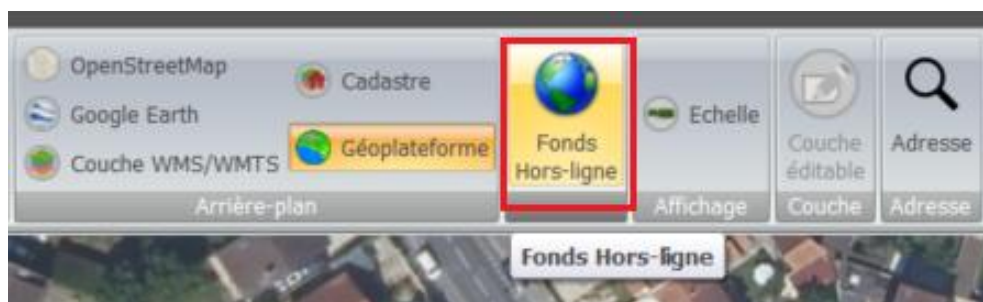 OpenStreetMap
Google Earth
Couche WMS/WMTS
Cadastre
Géoplateforme
Arrière-plan
Fonds
Hors-ligne
Echelle
Affichage
Couche
éditable
Couche
Adresse
Adresse
Fonds Hors-ligne